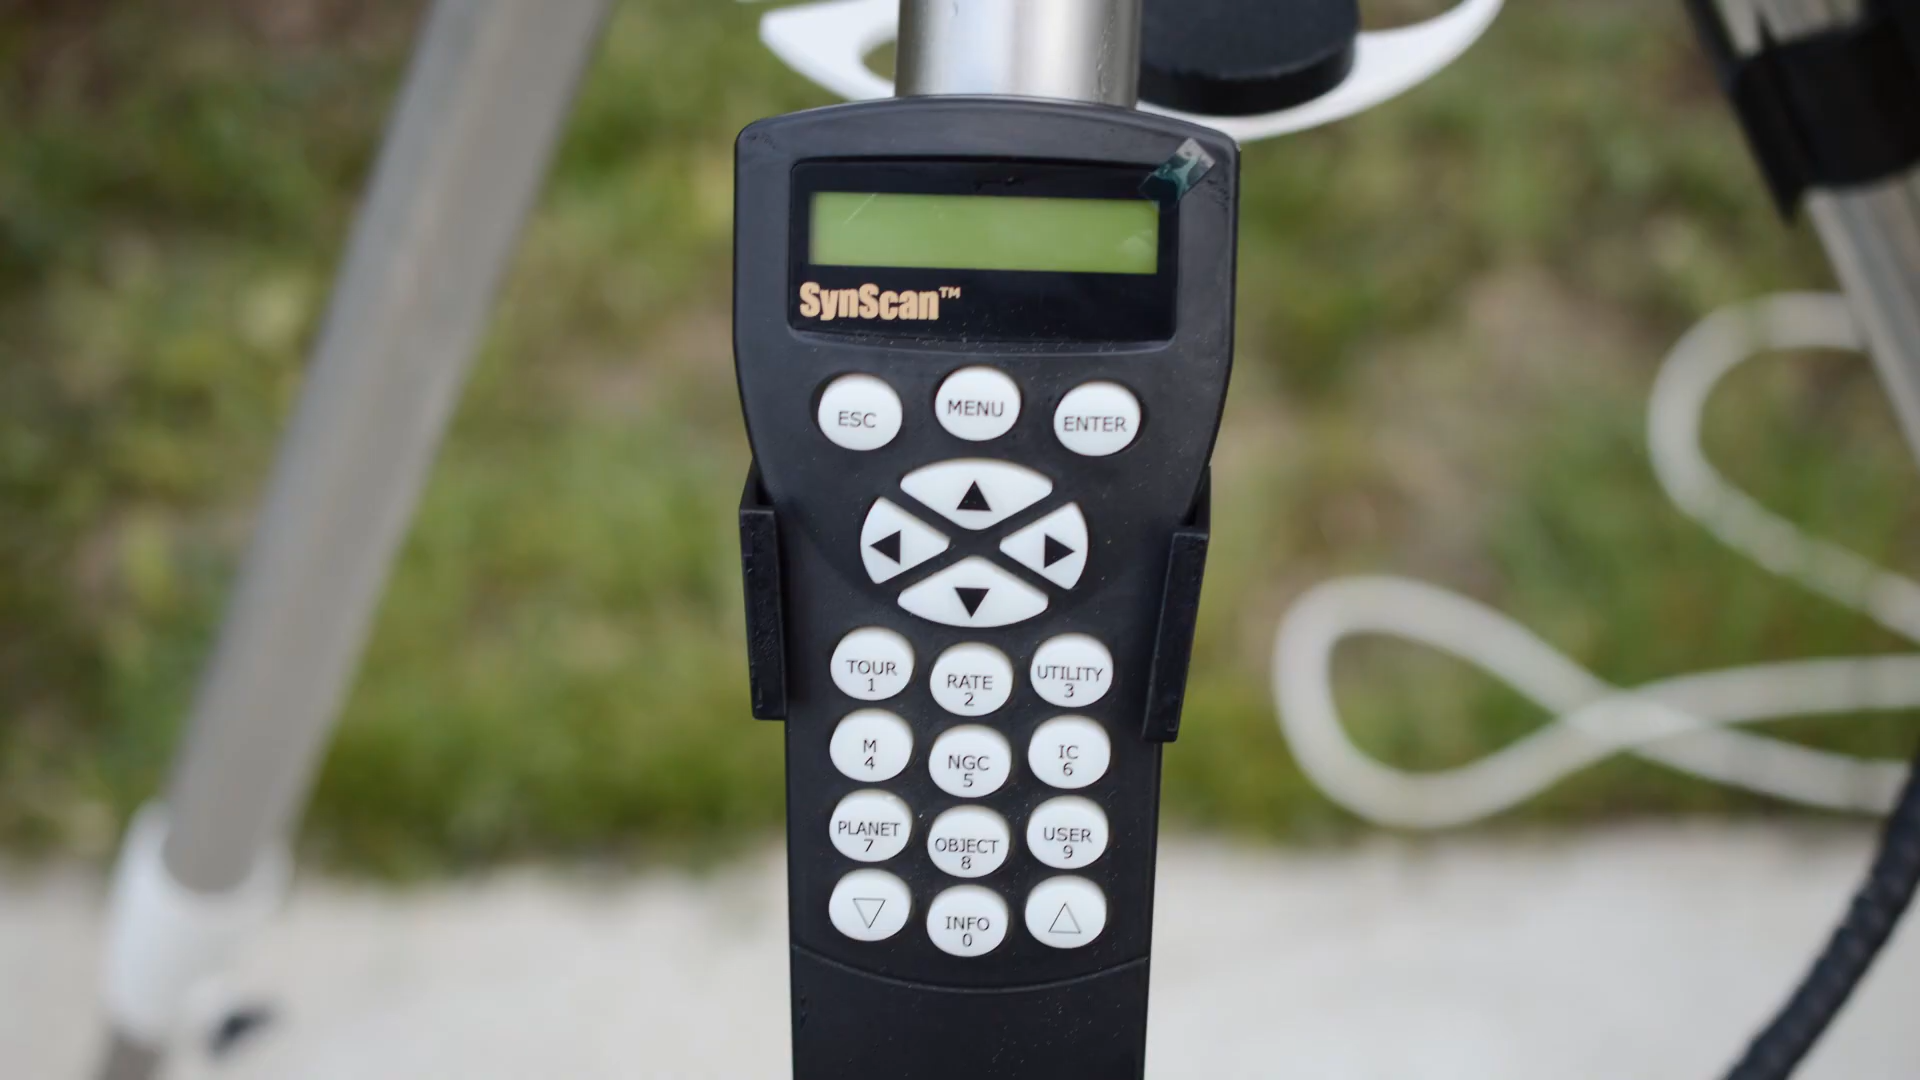 SynScan™
ESC
MENU
ENTER
▲
◀
▶
▼
TOUR
1
RATE
2
UTILITY
3
M
4
NGC
5
IC
6
PLANET
7
OBJECT
8
USER
9
▽
INFO
0
△